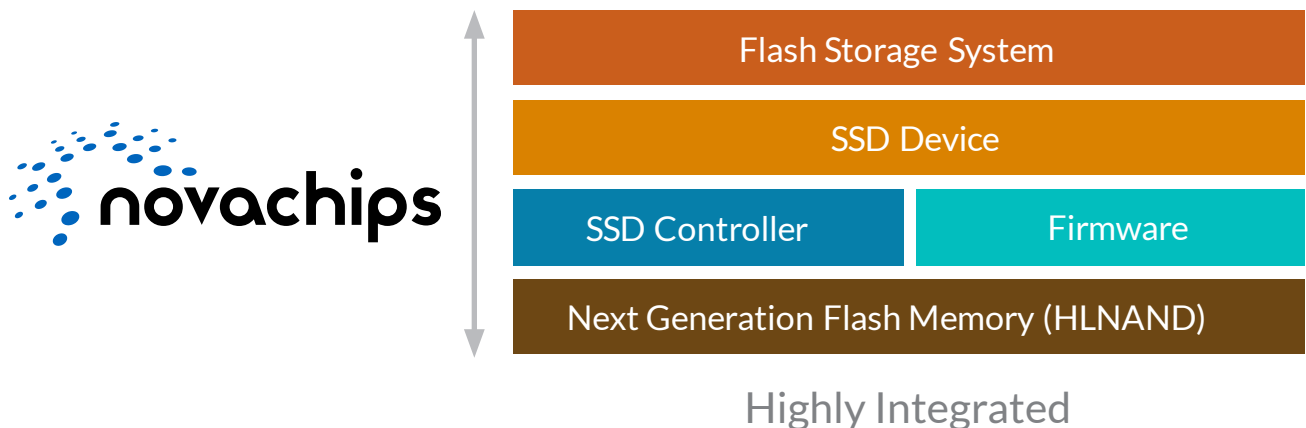 novachips
Flash Storage System
SSD Device
SSD Controller
Firmware
Next Generation Flash Memory (HLNAND)
Highly Integrated